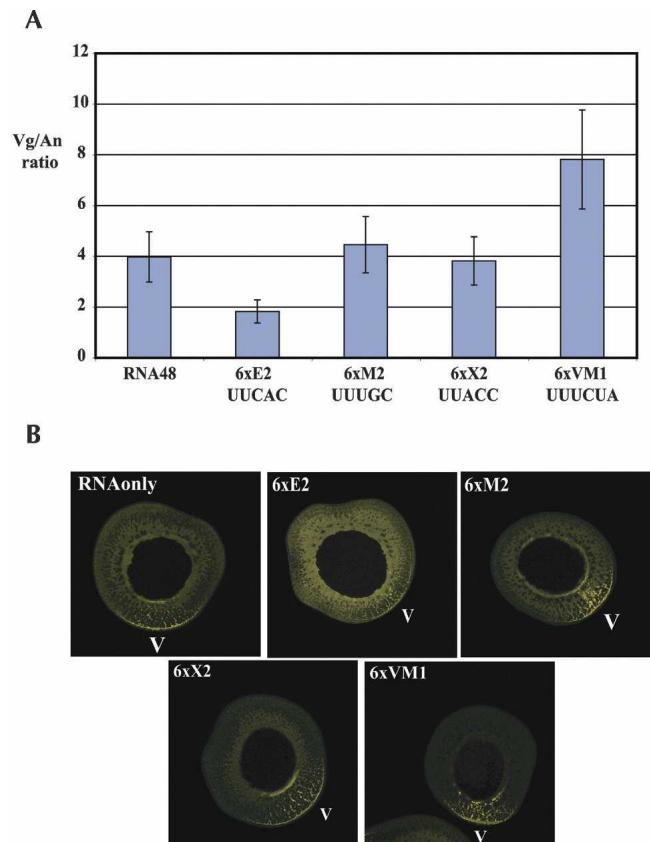 A
Vg/An
ratio
12
10
8
6
4
2
0
RNA48
6xE2
UUCAC
6xM2
UUUGC
6xX2
UUACC
6xVM1
UUUCUA
B
RNAonly
V
6xE2
V
6xM2
V
6xX2
V
6xVM1
V